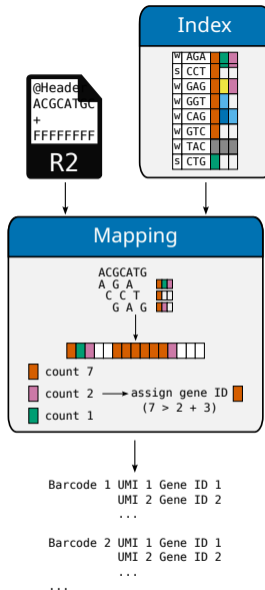 Index
w AGA
s CCT
w GAG
w GGT
w CAG
w GTC
w TAC
s CTG
@Heade
ACGCATGC
+
FFFFFFFF
R2
Mapping
ACGCATG
A G A
C C T
G A G
count 7
count 2 assign gene ID
(7 > 2 + 3)
count 1
Barcode 1 UMI 1 Gene ID 1
UMI 2 Gene ID 2
...
Barcode 2 UMI 1 Gene ID 1
UMI 2 Gene ID 2
...
...